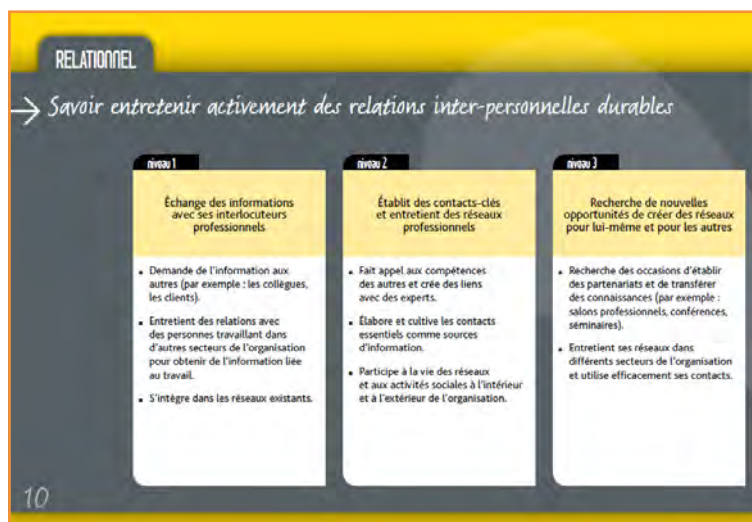 RELATIONNEL
Savoir entretenir activement des relations inter-personnelles durables
niveau 1
Échange des informations
avec ses interlocuteurs
professionnels
• Demande de l'information aux
autres (par exemple : les collègues,
les clients).
• Entretient des relations avec
des personnes travaillant dans
d'autres secteurs de l'organisation
pour obtenir de l'information liée
au travail.
• S'intègre dans les réseaux existants.
niveau 2
Établit des contacts-clés
et entretient des réseaux
professionnels
• Fait appel aux compétences
des autres et crée des liens
avec des experts.
• Élabore et cultive les contacts
essentiels comme sources
d'information.
• Participe à la vie des réseaux
et aux activités sociales à l'intérieur
et à l'extérieur de l'organisation.
niveau 3
Recherche de nouvelles
opportunités de créer des réseaux
pour lui-même et pour les autres
• Recherche des occasions d'établir
des partenariats et de transférer
des connaissances (par exemple :
salons professionnels, conférences,
séminaires).
• Entretient ses réseaux dans
différents secteurs de l'organisation
et utilise efficacement ses contacts.
10